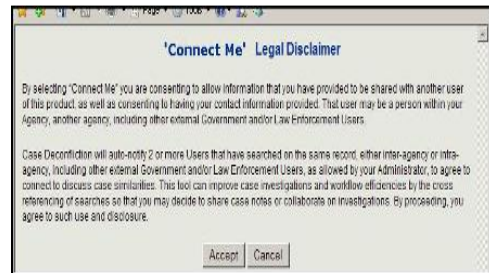 Page Tools
'Connect Me' Legal Disclaimer
By selecting "Connect Me" you are consenting to allow information that you have provided to be shared with another user
of this product, as well as consenting to having your contact information provided. That user may be a person within your
Agency, another agency, including other external Government and/or Law Enforcement Users.
Case Deconfliction will auto-notify 2 or more Users that have searched on the same record, either inter-agency or intra-
agency, including other external Government and/or Law Enforcement Users, as allowed by your Administrator, to agree to
connect to discuss case similarities. This tool can improve case investigations and workflow efficiencies by the cross
referencing of searches so that you may decide to share case notes or collaborate on investigations. By proceeding, you
agree to such use and disclosure.
Accept Cancel